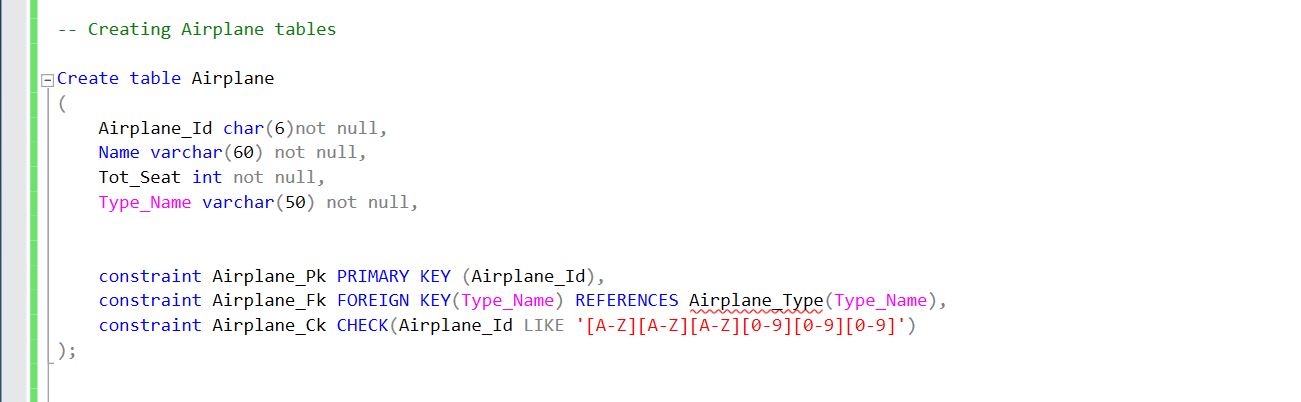 -- Creating Airplane tables
Create table Airplane
(
Airplane_Id char(6)not null,
Name varchar(60) not null,
Tot_Seat int not null,
Type_Name varchar(50) not null,
constraint Airplane_Pk PRIMARY KEY (Airplane_Id),
constraint Airplane_Fk FOREIGN KEY(Type_Name) REFERENCES Airplane_Type(Type_Name),
constraint Airplane_Ck CHECK(Airplane_Id LIKE '[A-Z][A-Z][A-Z][0-9][0-9][0-9]')
);